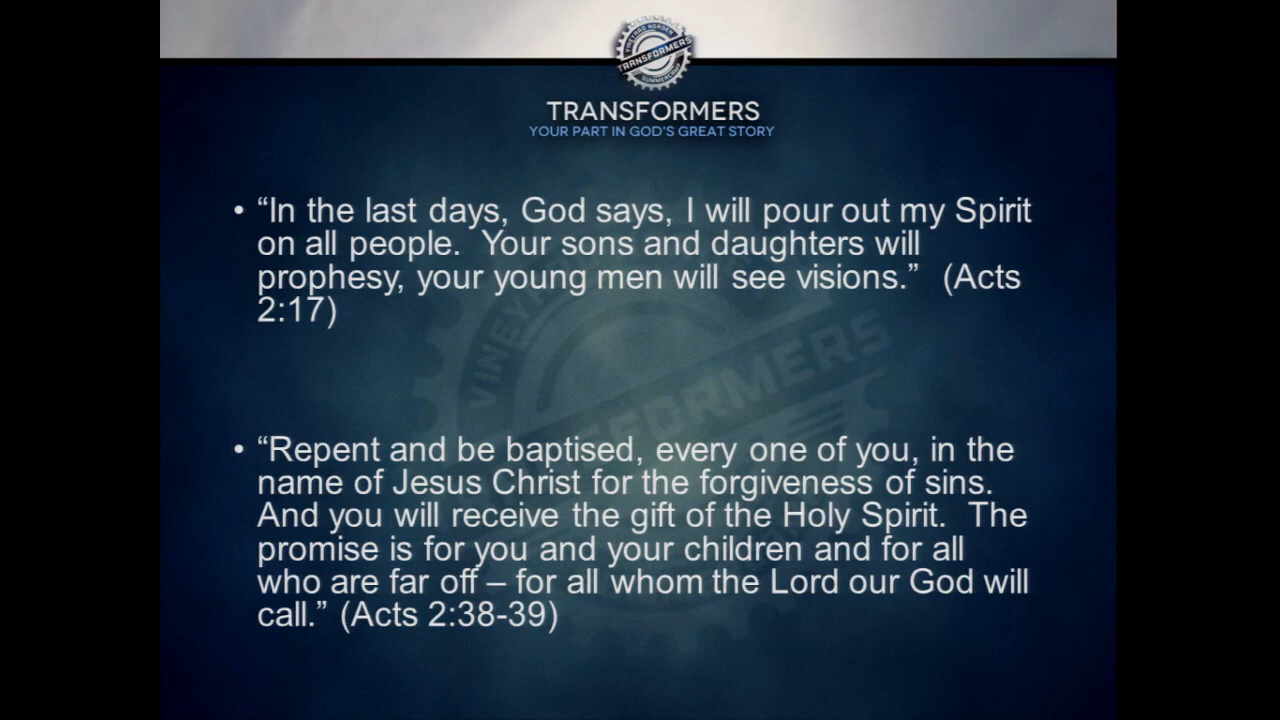 VINEYARD NORDEN
TRANSFORMERS
SUMMERCAMP
TRANSFORMERS
YOUR PART IN GOD'S GREAT STORY
• “In the last days, God says, I will pour out my Spirit
on all people.  Your sons and daughters will
prophesy, your young men will see visions.”  (Acts
2:17)
• “Repent and be baptised, every one of you, in the
name of Jesus Christ for the forgiveness of sins.
And you will receive the gift of the Holy Spirit.  The
promise is for you and your children and for all
who are far off – for all whom the Lord our God will
call.” (Acts 2:38-39)